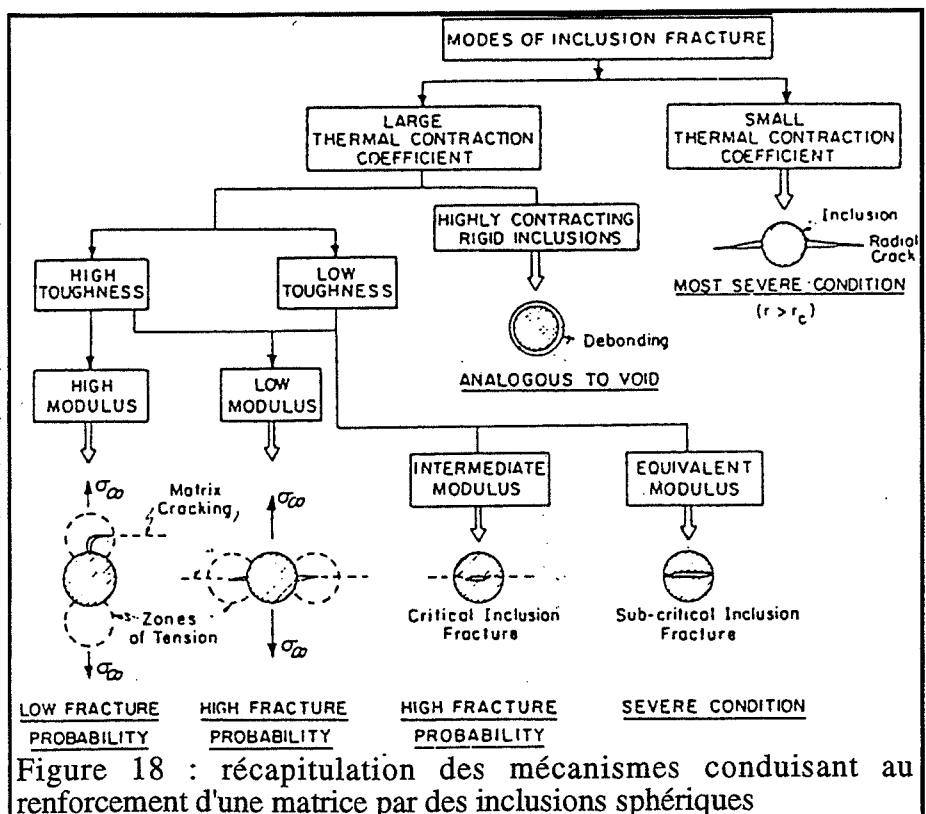 MODES OF INCLUSION FRACTURE
LARGE
THERMAL CONTRACTION
COEFFICIENT
SMALL
THERMAL CONTRACTION
COEFFICIENT
HIGHLY CONTRACTING
RIGID INCLUSIONS
Inclusion
Radial
Crack
MOST SEVERE CONDITION
(r > r_c)
HIGH
TOUGHNESS
LOW
TOUGHNESS
Debonding
ANALOGOUS TO VOID
HIGH
MODULUS
LOW
MODULUS
INTERMEDIATE
MODULUS
EQUIVALENT
MODULUS
σ∞
Matrix
Cracking
σ∞
Zones
of Tension
σ∞
σ∞
Critical Inclusion
Fracture
Sub-critical Inclusion
Fracture
LOW FRACTURE
PROBABILITY
HIGH FRACTURE
PROBABILITY
HIGH FRACTURE
PROBABILITY
SEVERE CONDITION
Figure 18 : récapitulation des mécanismes conduisant au
renforcement d'une matrice par des inclusions sphériques